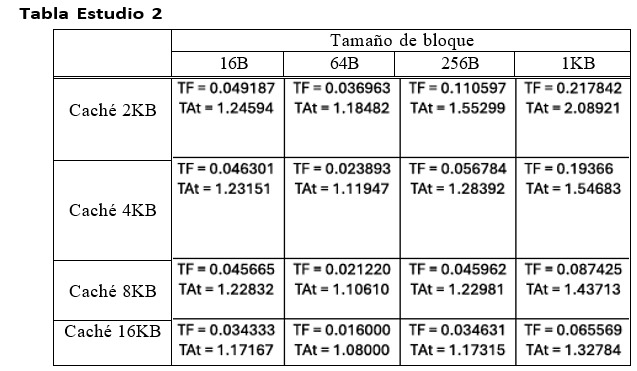 Tabla Estudio 2
Tamaño de bloque
16B 64B 256B 1KB
Caché 2KB TF = 0.049187 TF = 0.036963 TF = 0.110597 TF = 0.217842
TAt = 1.24594 TAt = 1.18482 TAt = 1.55299 TAt = 2.08921
Caché 4KB TF = 0.046301 TF = 0.023893 TF = 0.056784 TF = 0.19366
TAt = 1.23151 TAt = 1.11947 TAt = 1.28392 TAt = 1.54683
Caché 8KB TF = 0.045665 TF = 0.021220 TF = 0.045962 TF = 0.087425
TAt = 1.22832 TAt = 1.10610 TAt = 1.22981 TAt = 1.43713
Caché 16KB TF = 0.034333 TF = 0.016000 TF = 0.034631 TF = 0.065569
TAt = 1.17167 TAt = 1.08000 TAt = 1.17315 TAt = 1.32784